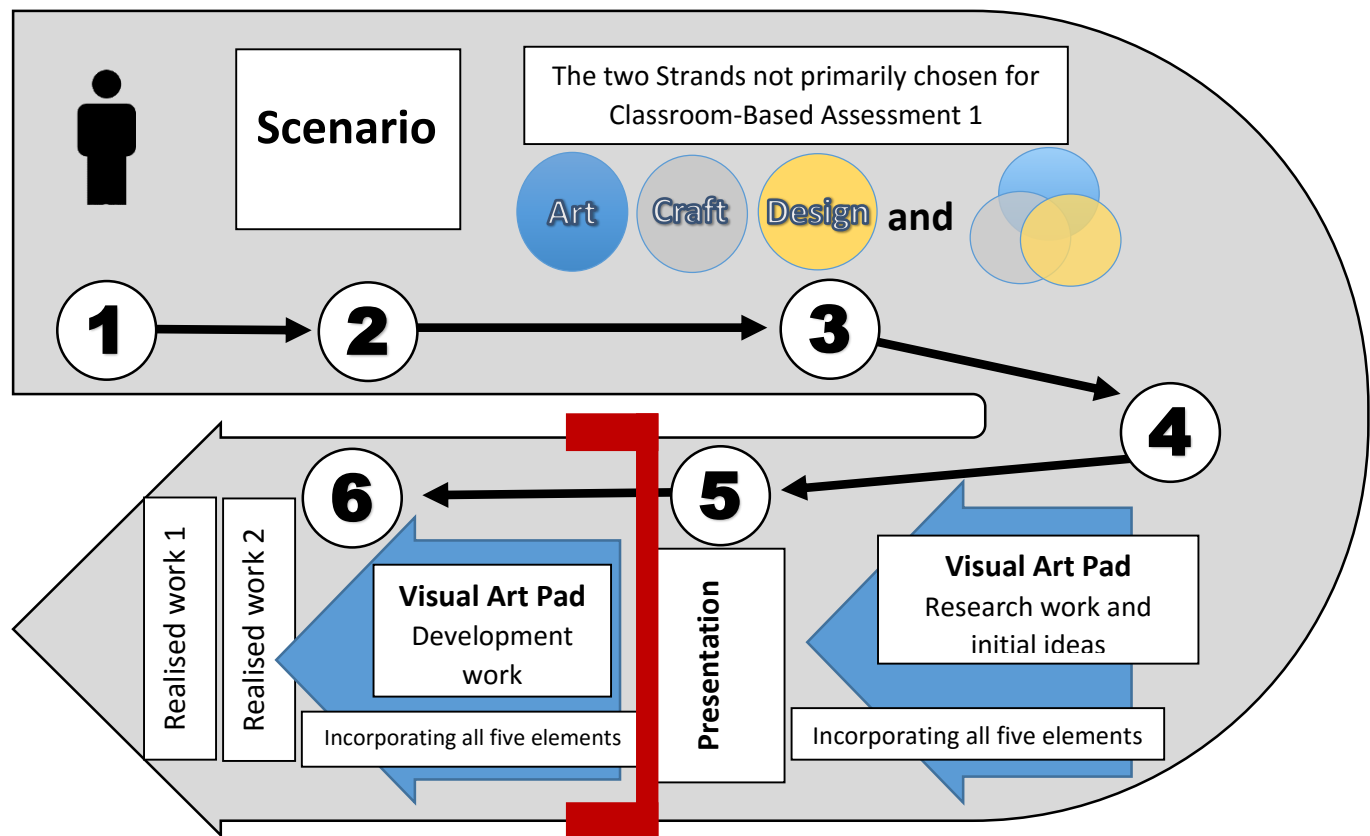 Scenario
The two Strands not primarily chosen for
Classroom-Based Assessment 1
Art
Craft
Design
and
1
2
3
4
5
6
Visual Art Pad
Research work and
initial ideas
Incorporating all five elements
Presentation
Visual Art Pad
Development
work
Incorporating all five elements
Realised work 2
Realised work 1